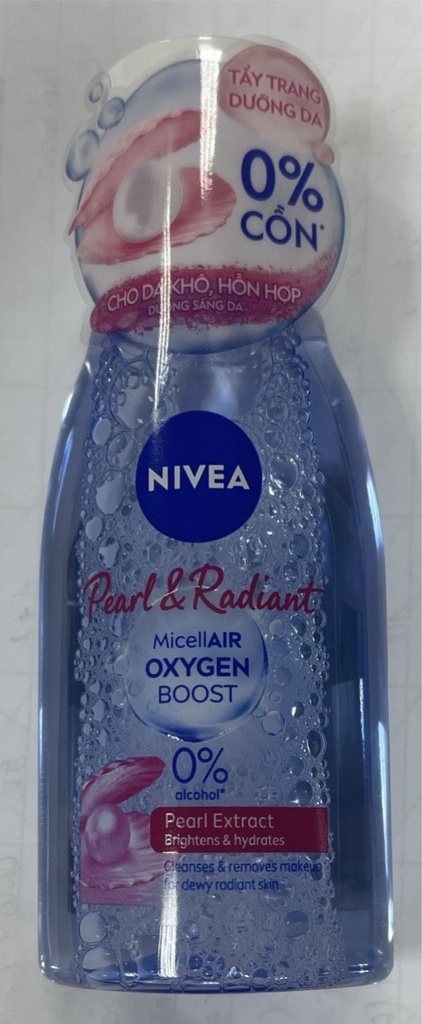 TẨY TRANG
DƯỠNG DA
0%
CỒN*
CHO DA KHÔ, HỖN HỢP
DƯỠNG SÁNG DA
NIVEA
Pearl & Radiant
MicellAIR
OXYGEN
BOOST
0%
alcohol*
Pearl Extract
Brightens & hydrates
Cleanses & removes makeup
for dewy radiant skin